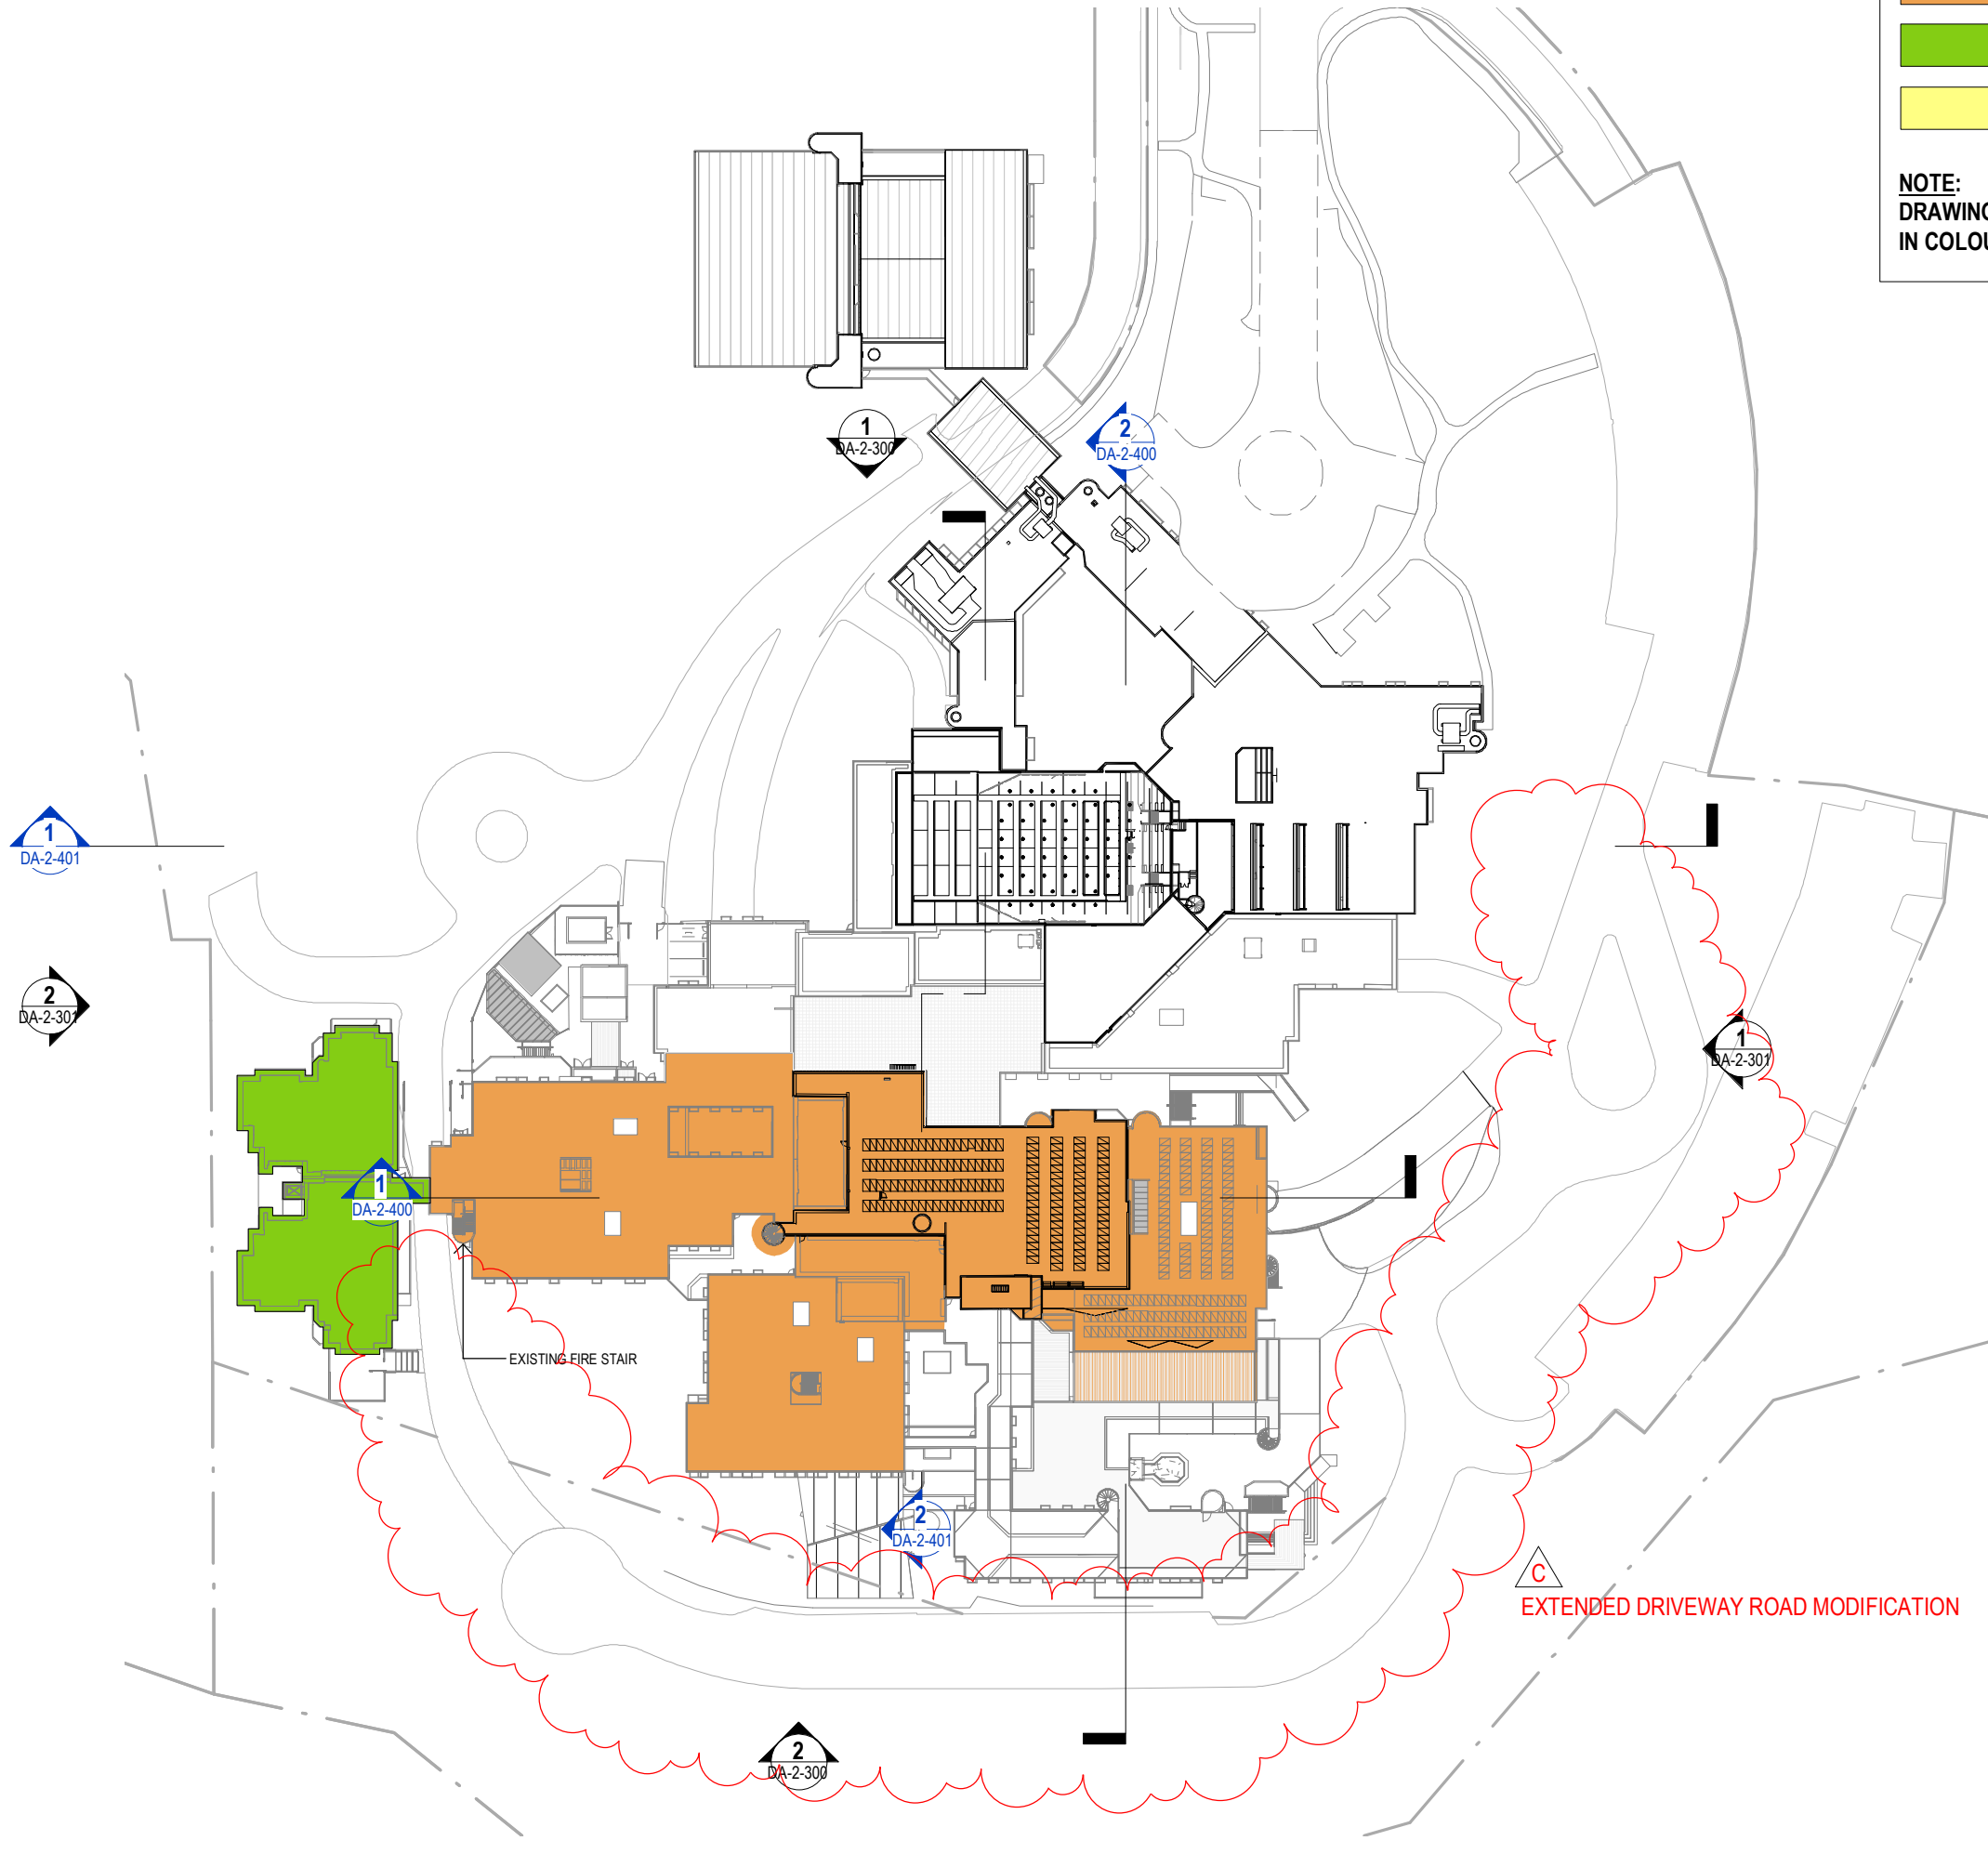 NOTE:
DRAWING
IN COLOU
1
DA-2-300
2
DA-2-400
1
DA-2-401
2
DA-2-301
1
DA-2-301
1
DA-2-400
EXISTING FIRE STAIR
2
DA-2-401
C
EXTENDED DRIVEWAY ROAD MODIFICATION
2
DA-2-300